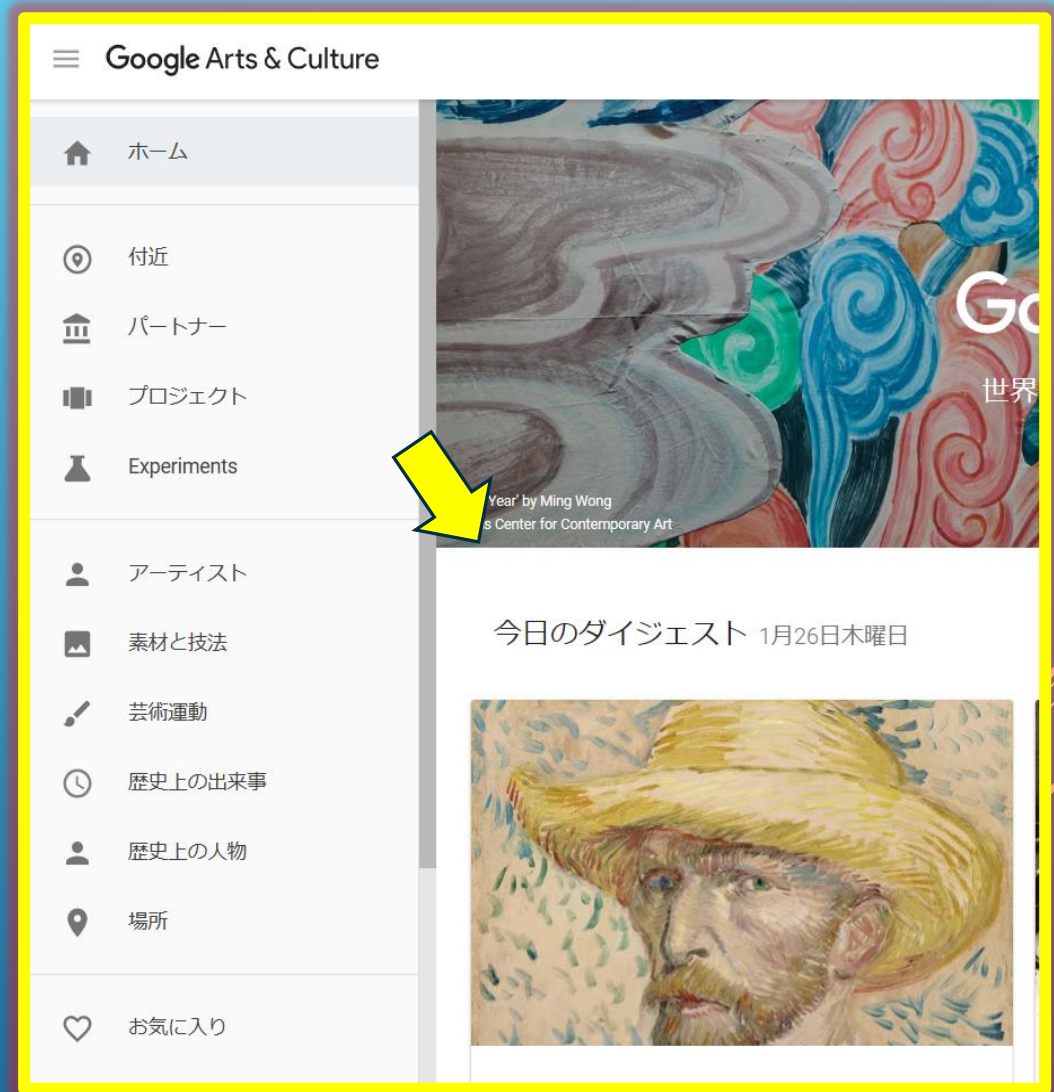 Google Arts & Culture
ホーム
付近
パートナー
プロジェクト
Experiments
アーティスト
素材と技法
芸術運動
歴史上の出来事
歴史上の人物
場所
お気に入り
Go
世界
Year' by Ming Wong
s Center for Contemporary Art
今日のダイジェスト 1月26日木曜日